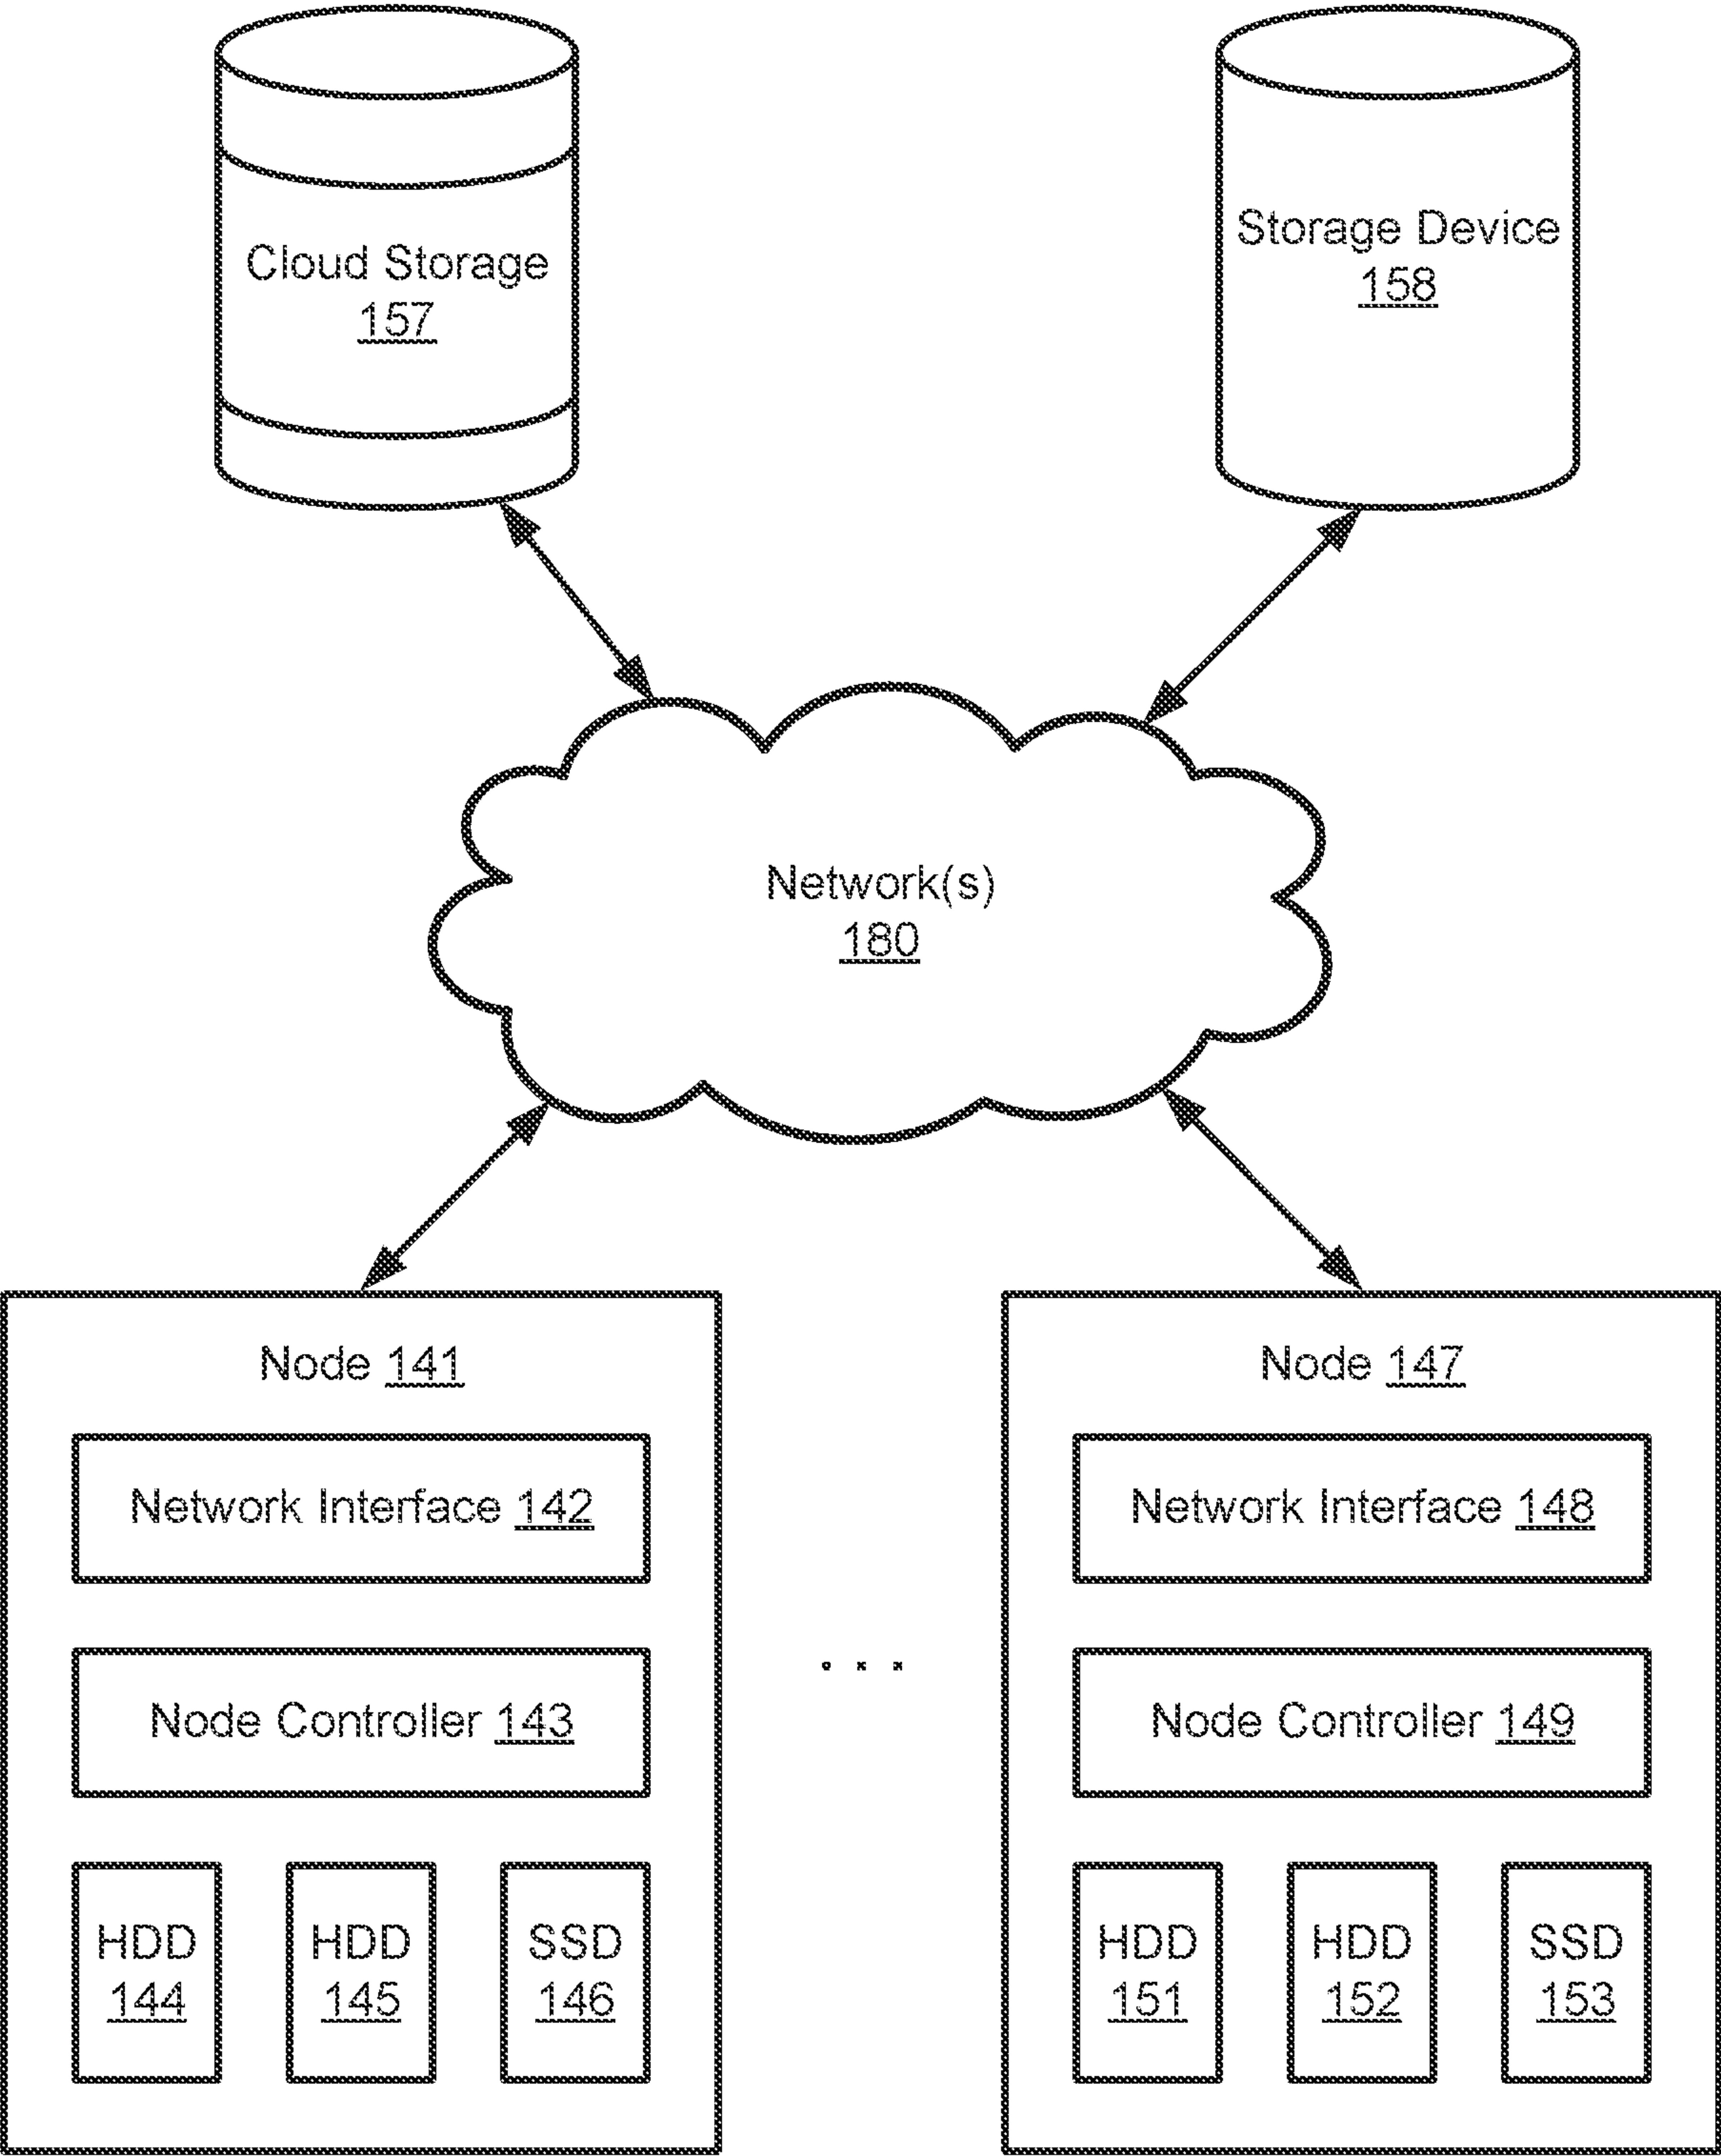 Cloud Storage
157
Storage Device
158
Network(s)
180
Node 141
Network Interface 142
Node Controller 143
HDD
144
HDD
145
SSD
146
. . .
Node 147
Network Interface 148
Node Controller 149
HDD
151
HDD
152
SSD
153